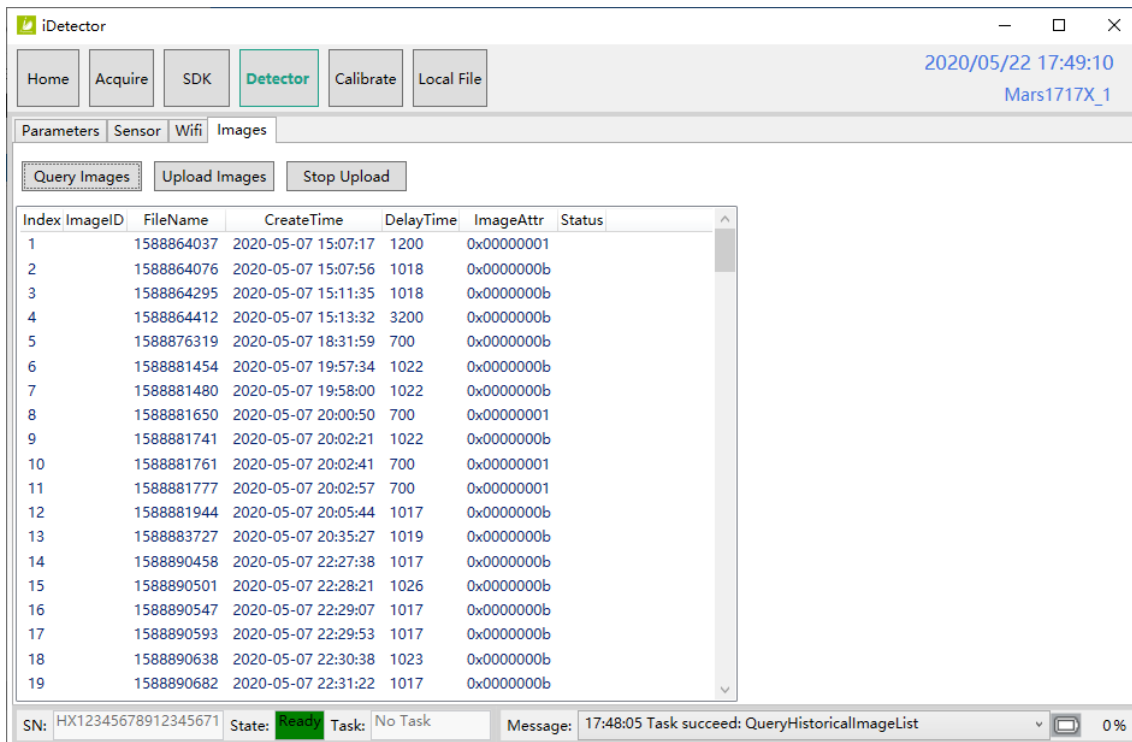 iDetector
2020/05/22 17:49:10
Home Acquire SDK Detector Calibrate Local File
Mars1717X_1
Parameters Sensor Wifi Images
Query Images Upload Images Stop Upload
Index ImageID FileName CreateTime DelayTime ImageAttr Status
1 1588864037 2020-05-07 15:07:17 1200 0x00000001
2 1588864076 2020-05-07 15:07:56 1018 0x0000000b
3 1588864295 2020-05-07 15:11:35 1018 0x0000000b
4 1588864412 2020-05-07 15:13:32 3200 0x0000000b
5 1588876319 2020-05-07 18:31:59 700 0x0000000b
6 1588881454 2020-05-07 19:57:34 1022 0x0000000b
7 1588881480 2020-05-07 19:58:00 1022 0x0000000b
8 1588881650 2020-05-07 20:00:50 700 0x00000001
9 1588881741 2020-05-07 20:02:21 1022 0x0000000b
10 1588881761 2020-05-07 20:02:41 700 0x00000001
11 1588881777 2020-05-07 20:02:57 700 0x00000001
12 1588881944 2020-05-07 20:05:44 1017 0x0000000b
13 1588883727 2020-05-07 20:35:27 1019 0x0000000b
14 1588890458 2020-05-07 22:27:38 1017 0x0000000b
15 1588890501 2020-05-07 22:28:21 1026 0x0000000b
16 1588890547 2020-05-07 22:29:07 1017 0x0000000b
17 1588890593 2020-05-07 22:29:53 1017 0x0000000b
18 1588890638 2020-05-07 22:30:38 1023 0x0000000b
19 1588890682 2020-05-07 22:31:22 1017 0x0000000b
SN: HX12345678912345671 State: Ready Task: No Task Message: 17:48:05 Task succeed: QueryHistoricalImageList 0%